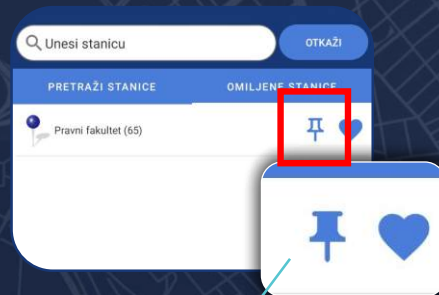 Unesi stanicu
OTKAŽI
PRETRAŽI STANICE
OMILJENE STANICE
Pravni fakultet (65)